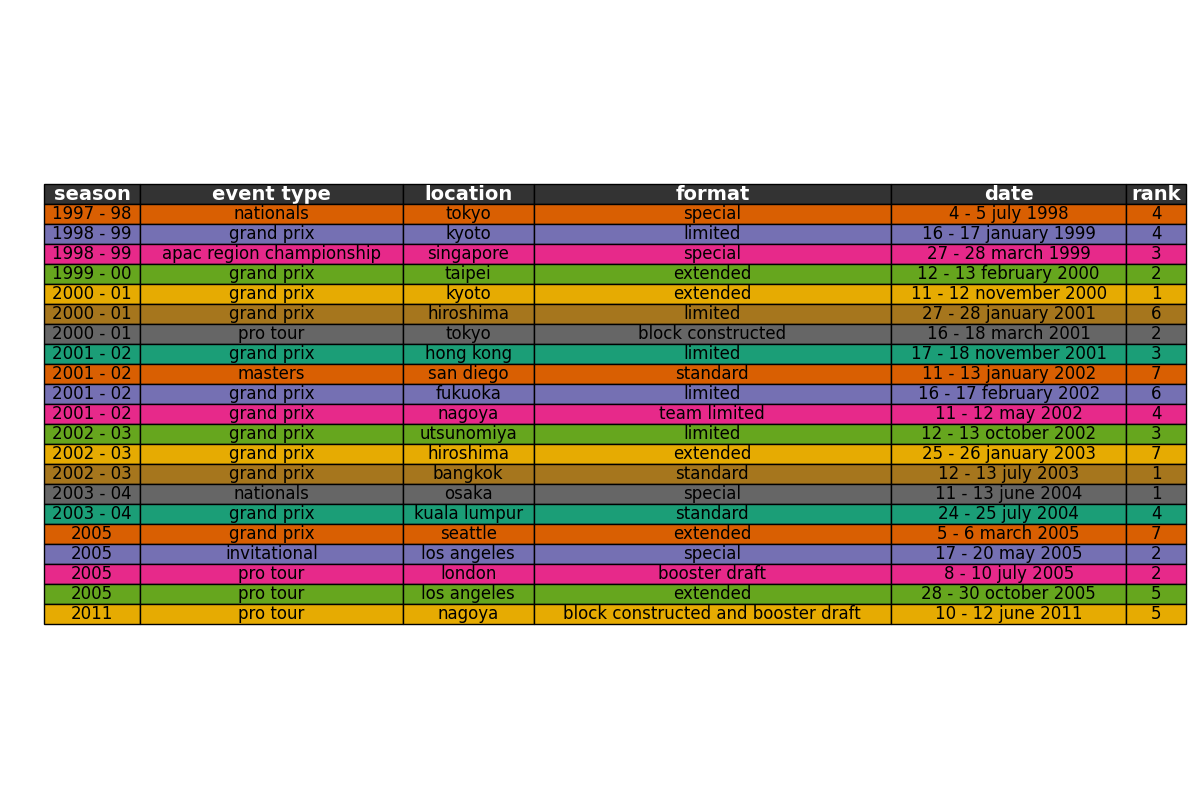 season event type location format date rank
1997 - 98 nationals tokyo special 4 - 5 july 1998 4
1998 - 99 grand prix kyoto limited 16 - 17 january 1999 4
1998 - 99 apac region championship singapore special 27 - 28 march 1999 3
1999 - 00 grand prix taipei extended 12 - 13 february 2000 2
2000 - 01 grand prix kyoto extended 11 - 12 november 2000 1
2000 - 01 grand prix hiroshima limited 27 - 28 january 2001 6
2000 - 01 pro tour tokyo block constructed 16 - 18 march 2001 2
2001 - 02 grand prix hong kong limited 17 - 18 november 2001 3
2001 - 02 masters san diego standard 11 - 13 january 2002 7
2001 - 02 grand prix fukuoka limited 16 - 17 february 2002 6
2001 - 02 grand prix nagoya team limited 11 - 12 may 2002 4
2002 - 03 grand prix utsunomiya limited 12 - 13 october 2002 3
2002 - 03 grand prix hiroshima extended 25 - 26 january 2003 7
2002 - 03 grand prix bangkok standard 12 - 13 july 2003 1
2003 - 04 nationals osaka special 11 - 13 june 2004 1
2003 - 04 grand prix kuala lumpur standard 24 - 25 july 2004 4
2005 grand prix seattle extended 5 - 6 march 2005 7
2005 invitational los angeles special 17 - 20 may 2005 2
2005 pro tour london booster draft 8 - 10 july 2005 2
2005 pro tour los angeles extended 28 - 30 october 2005 5
2011 pro tour nagoya block constructed and booster draft 10 - 12 june 2011 5